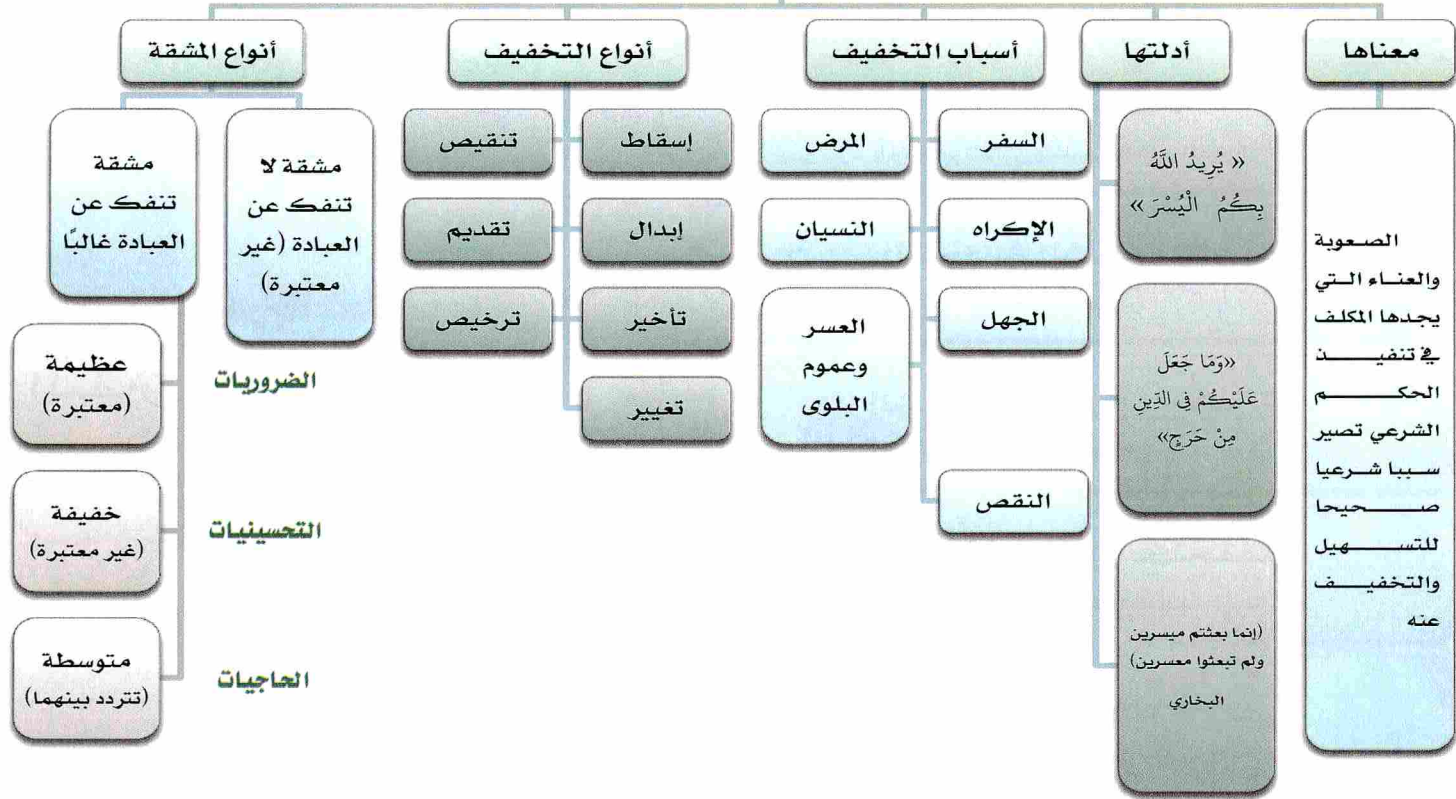 معناها
الصعوبة
والعناء التي
يجدها المكلف
في تنفيذ
الحكم
الشرعي تصير
سببا شرعيا
صحيحا
للتسهيل
والتخفيف
عنه
أدلتها
« يُرِيدُ اللَّهُ
بِكُمُ الْيُسْرَ »
«وَمَا جَعَلَ
عَلَيْكُمْ فِي الدِّينِ
مِنْ حَرَجٍ»
(إنما بعثتم ميسرين
ولم تبعثوا معسرين)
البخاري
أسباب التخفيف
السفر
المرض
الإكراه
النسيان
الجهل
العسر
وعموم
البلوى
النقص
أنواع التخفيف
إسقاط
تنقيص
إبدال
تقديم
تأخير
ترخيص
تغيير
أنواع المشقة
مشقة لا
تنفك عن
العبادة (غير
معتبرة)
مشقة
تنفك عن
العبادة غالبًا
عظيمة
(معتبرة)
الضروريات
خفيفة
(غير معتبرة)
التحسينيات
متوسطة
(تتردد بينهما)
الحاجيات